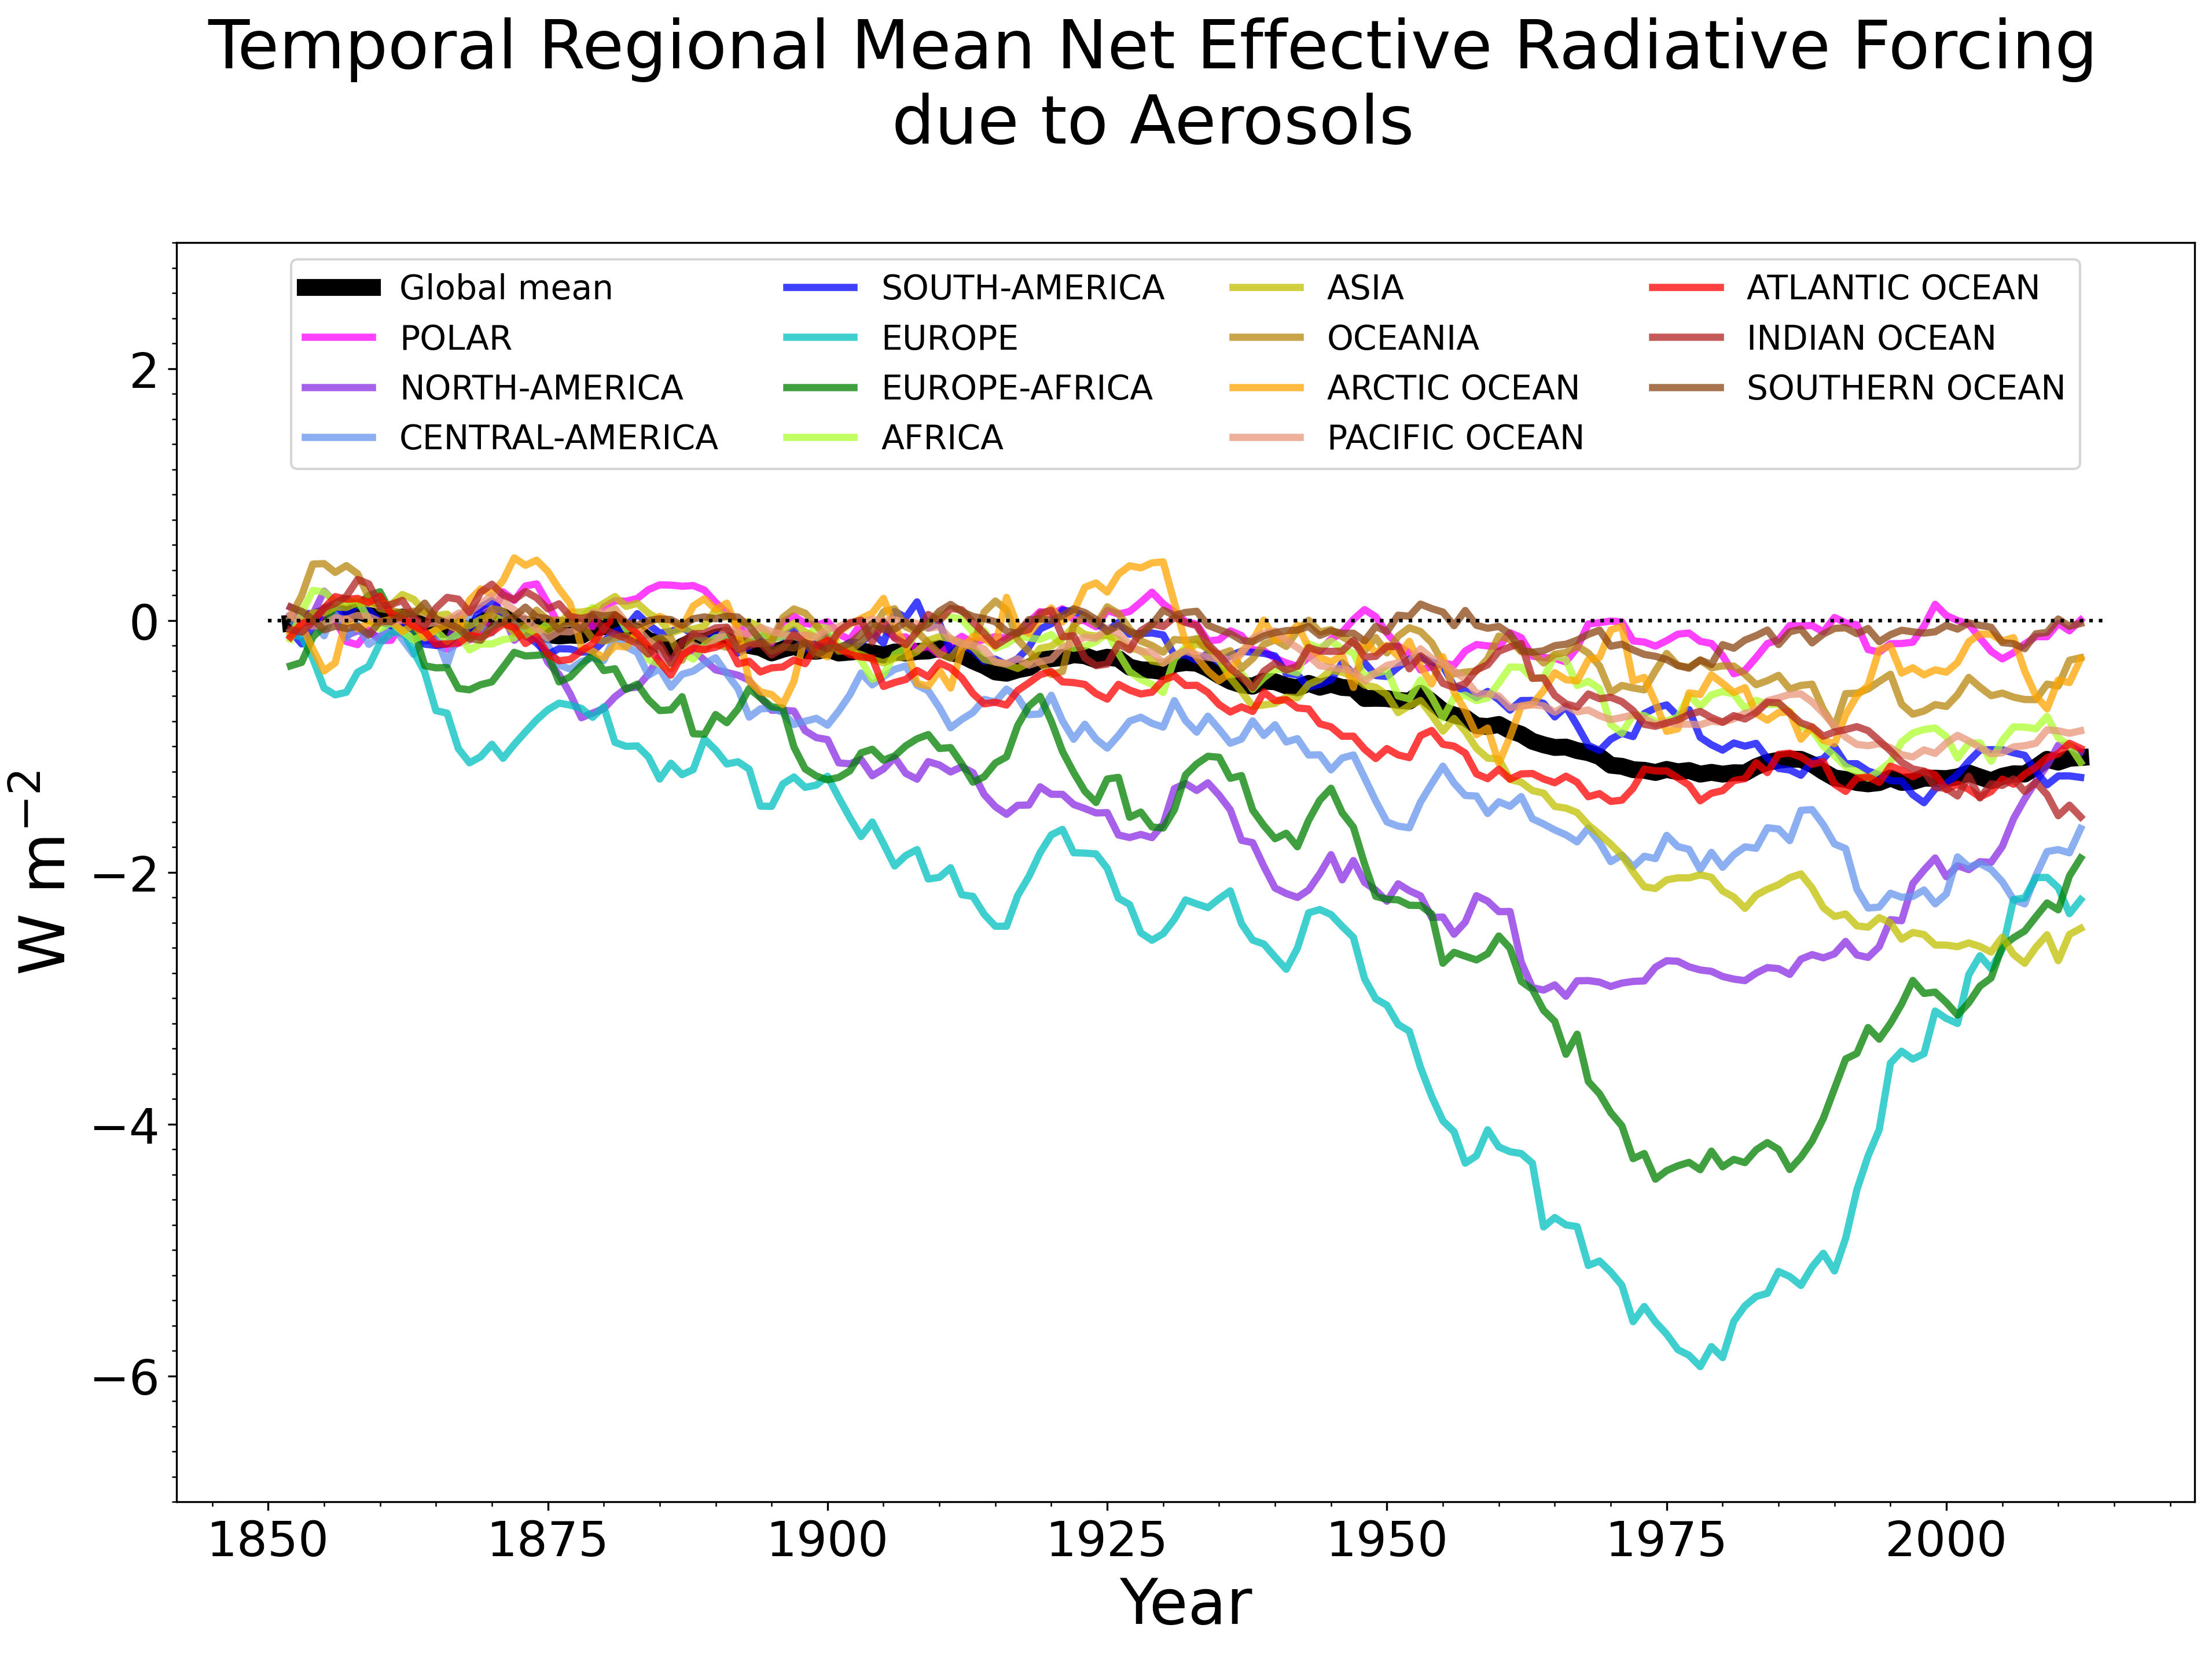 Temporal Regional Mean Net Effective Radiative Forcing
due to Aerosols
Global mean
POLAR
NORTH-AMERICA
CENTRAL-AMERICA
SOUTH-AMERICA
EUROPE
EUROPE-AFRICA
AFRICA
ASIA
OCEANIA
ARCTIC OCEAN
PACIFIC OCEAN
ATLANTIC OCEAN
INDIAN OCEAN
SOUTHERN OCEAN
W m⁻²
2
0
−2
−4
−6
1850 1875 1900 1925 1950 1975 2000
Year